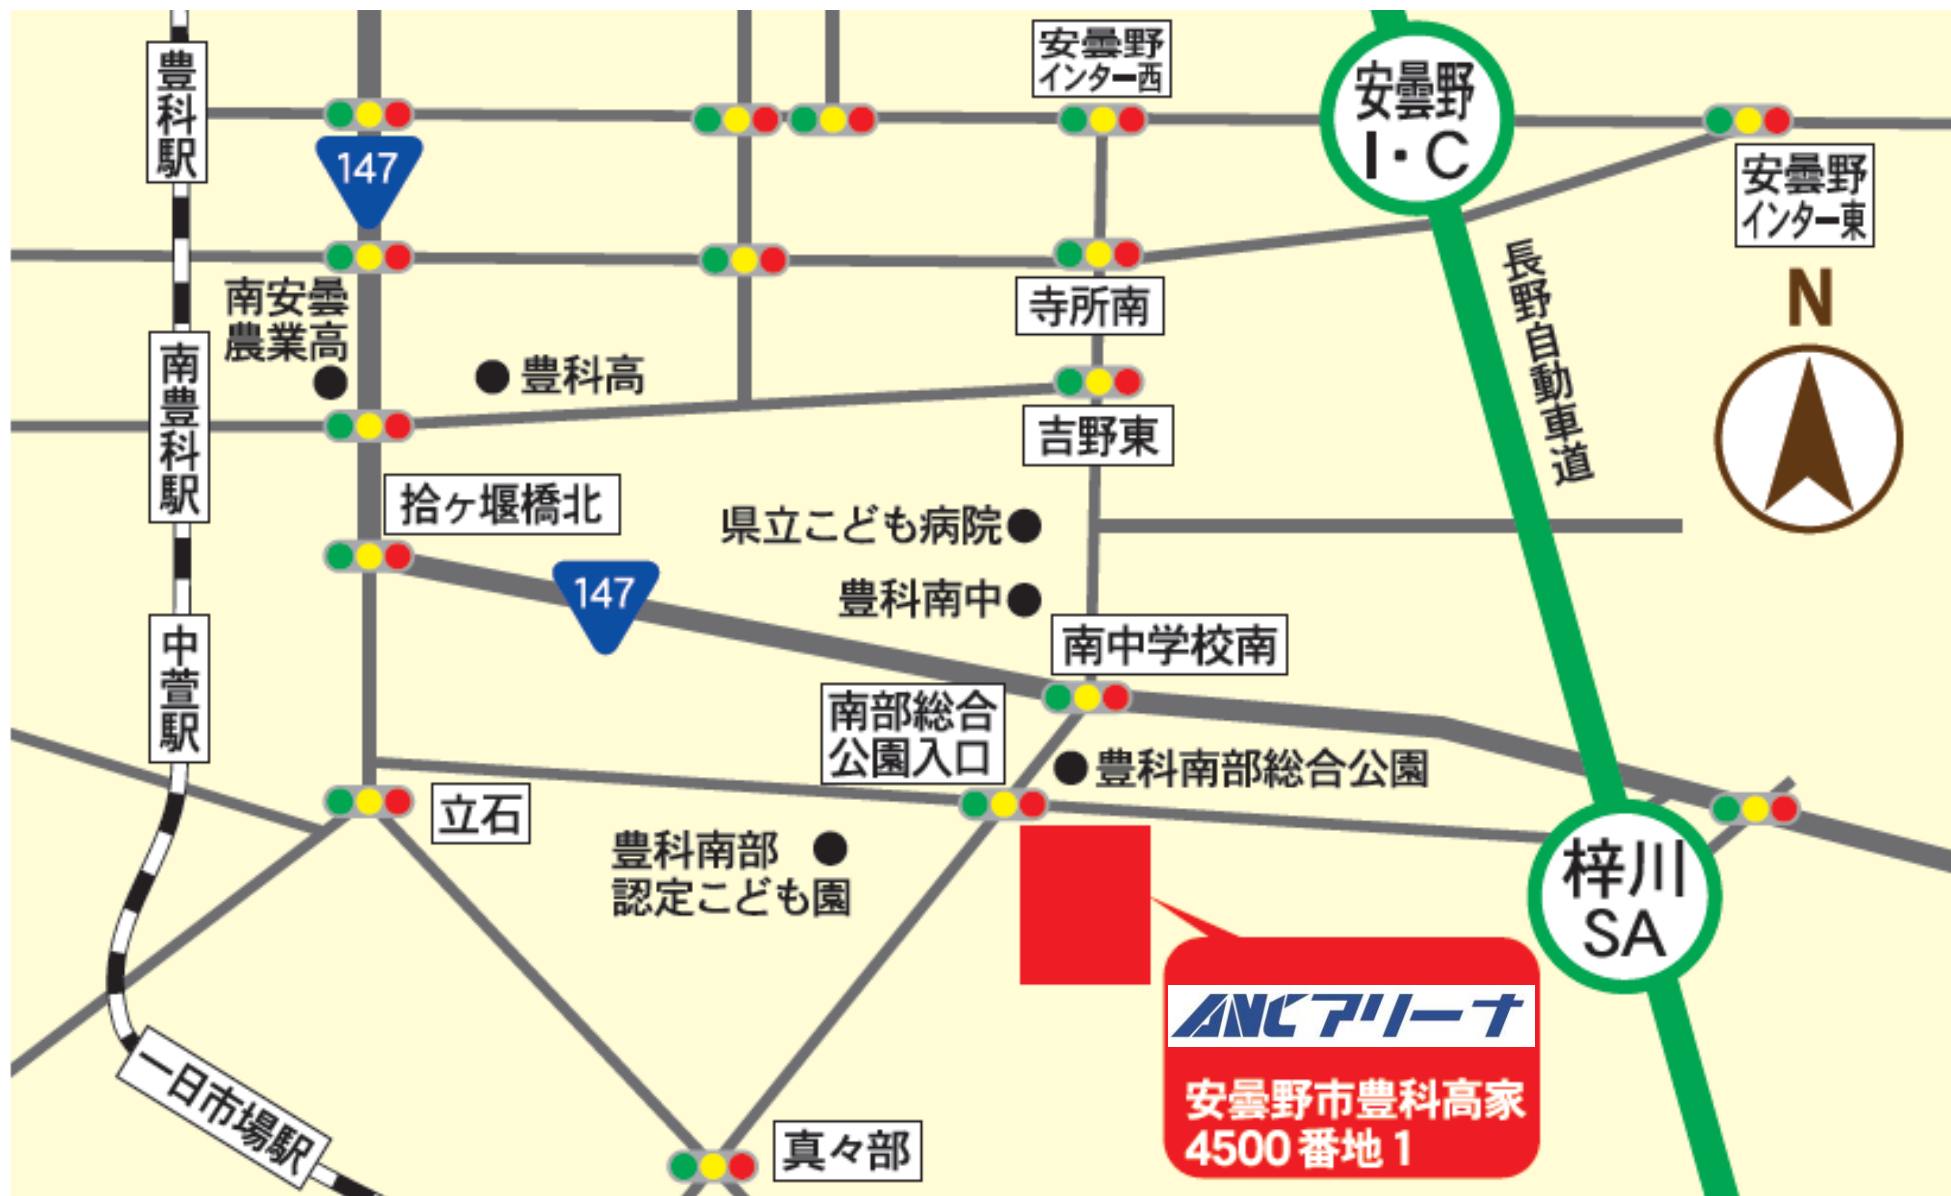 豊科駅
147
安曇野
インター西
安曇野
I・C
安曇野
インター東
長野自動車道
N
南安曇
農業高
豊科高
寺所南
南豊科駅
吉野東
拾ヶ堰橋北
県立こども病院
147
豊科南中
中萱駅
南中学校南
南部総合
公園入口
豊科南部総合公園
立石
豊科南部
認定こども園
梓川
SA
ANCアリーナ
安曇野市豊科高家
4500番地1
一日市場駅
真々部